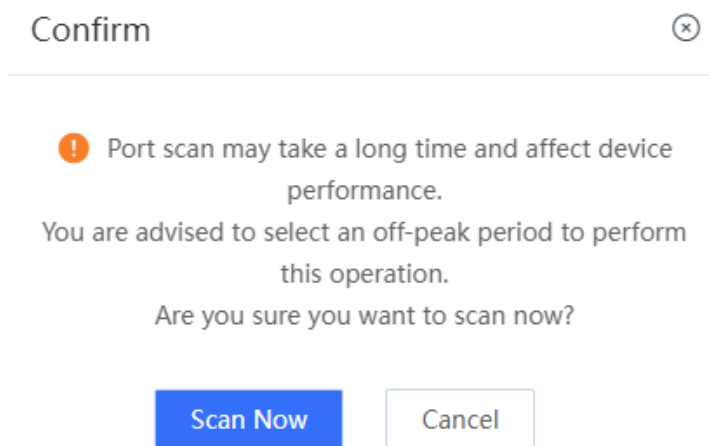 Confirm
Port scan may take a long time and affect device
performance.
You are advised to select an off-peak period to perform
this operation.
Are you sure you want to scan now?
Scan Now
Cancel